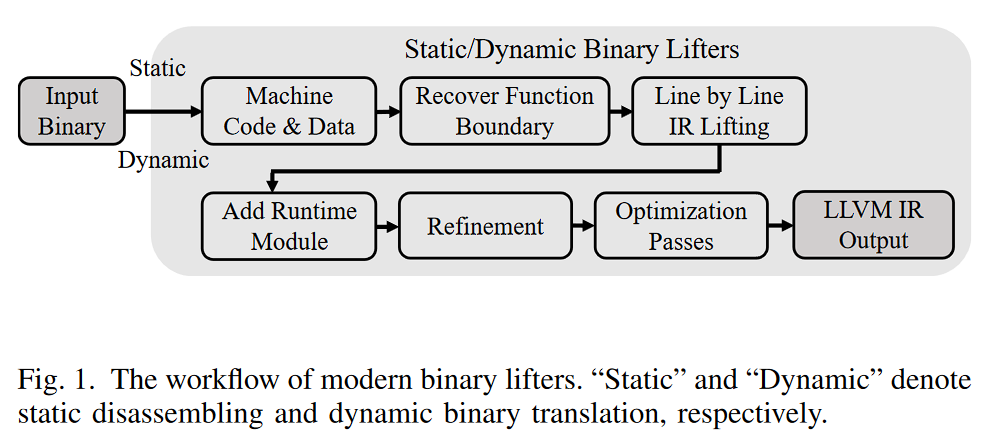 Static/Dynamic Binary Lifters
Static
Input
Binary
Dynamic
Machine
Code & Data
Recover Function
Boundary
Line by Line
IR Lifting
Add Runtime
Module
Refinement
Optimization
Passes
LLVM IR
Output
Fig. 1. The workflow of modern binary lifters. “Static” and “Dynamic” denote
static disassembling and dynamic binary translation, respectively.